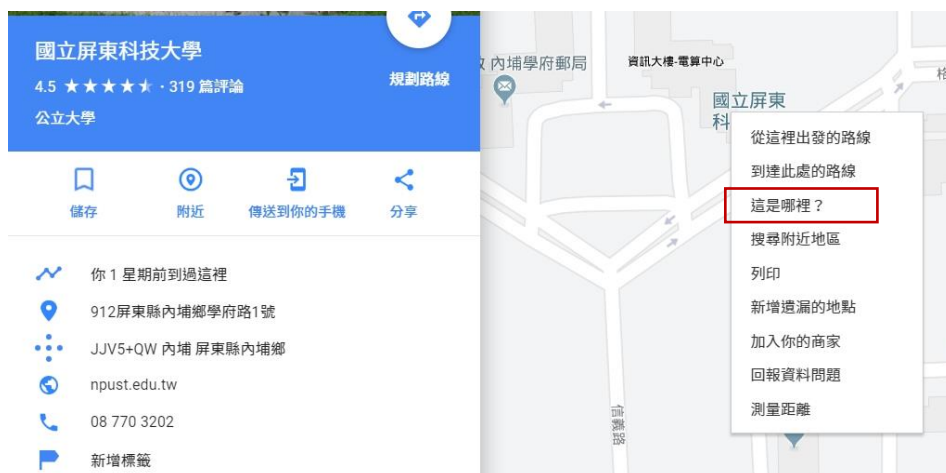 國立屏東科技大學
4.5 ★★★★★ · 319 篇評論
公立大學
規劃路線
儲存
附近
傳送到你的手機
分享
你 1 星期前到過這裡
912屏東縣內埔鄉學府路1號
JJV5+QW 內埔 屏東縣內埔鄉
npust.edu.tw
08 770 3202
新增標籤
內埔學府郵局
資訊大樓-電算中心
國立屏東
科
從這裡出發的路線
到達此處的路線
這是哪裡？
搜尋附近地區
列印
新增遺漏的地點
加入你的商家
回報資料問題
測量距離
信義路